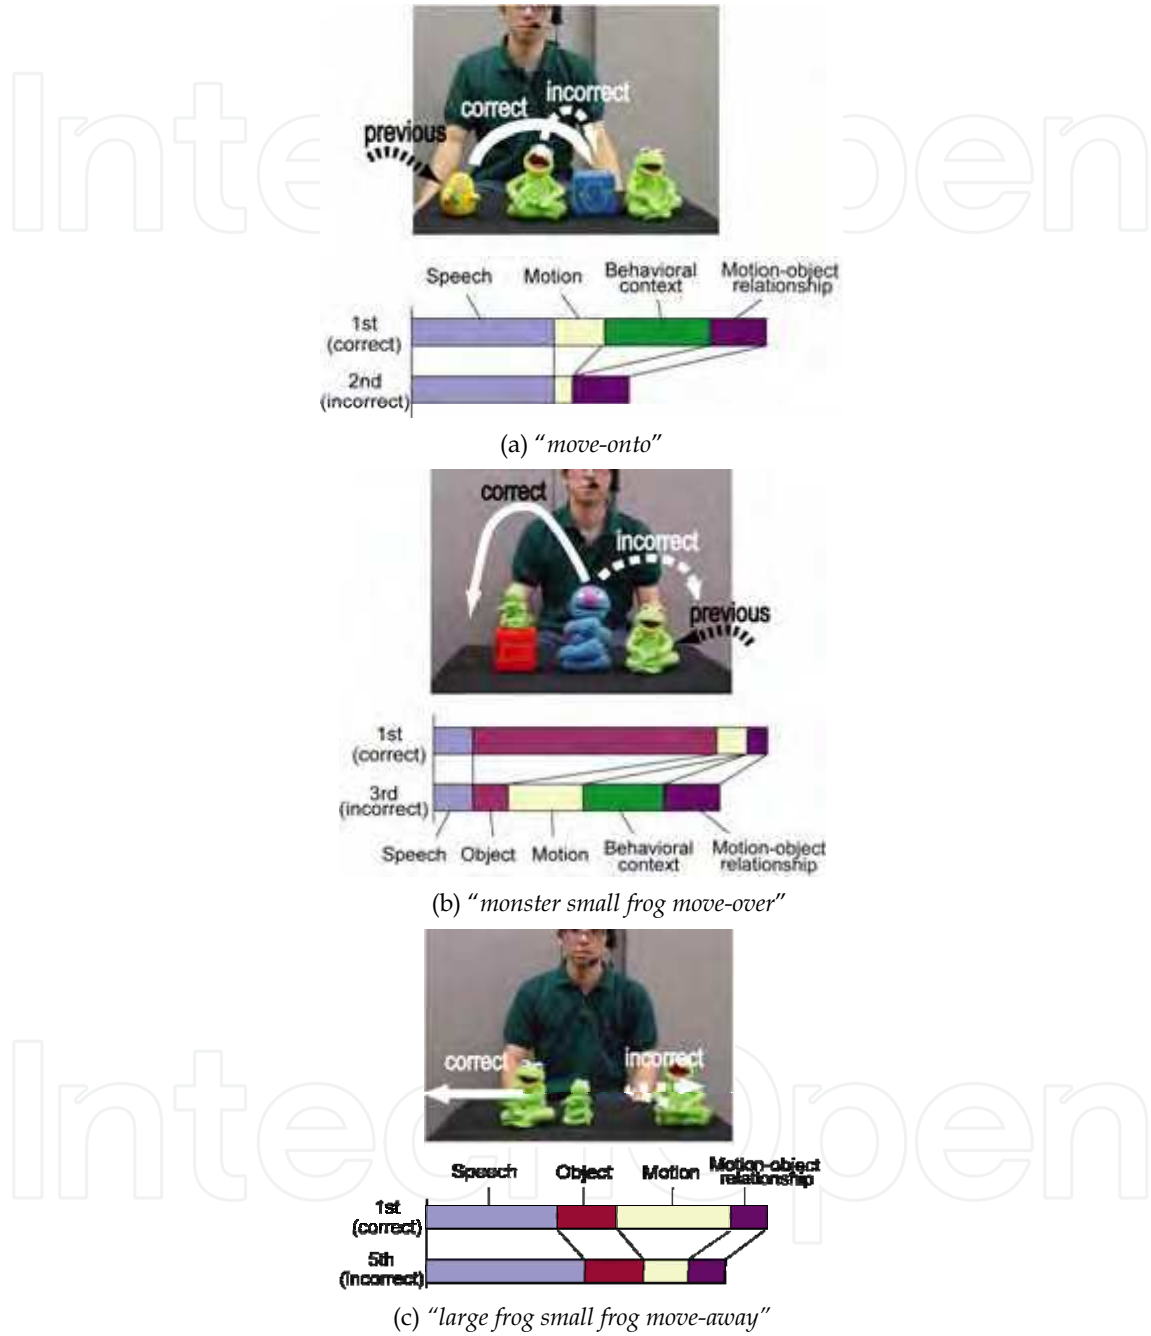 incorrect
correct
previous
Speech
Motion
Behavioral
context
Motion-object
relationship
1st
(correct)
2nd
(incorrect)
(a) “move-onto”
correct
incorrect
previous
1st
(correct)
3rd
(incorrect)
Speech
Object
Motion
Behavioral
context
Motion-object
relationship
(b) “monster small frog move-over”
correct
incorrect
Speech
Object
Motion
Motion-object
relationship
1st
(correct)
5th
(incorrect)
(c) “large frog small frog move-away”